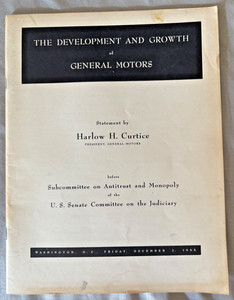 THE DEVELOPMENT AND GROWTH
of
GENERAL MOTORS
Statement by
Harlow H. Curtice
PRESIDENT, GENERAL MOTORS
before
Subcommittee on Antitrust and Monopoly
of the
U. S. Senate Committee on the Judiciary
WASHINGTON, D.C., FRIDAY, DECEMBER 2, 1955